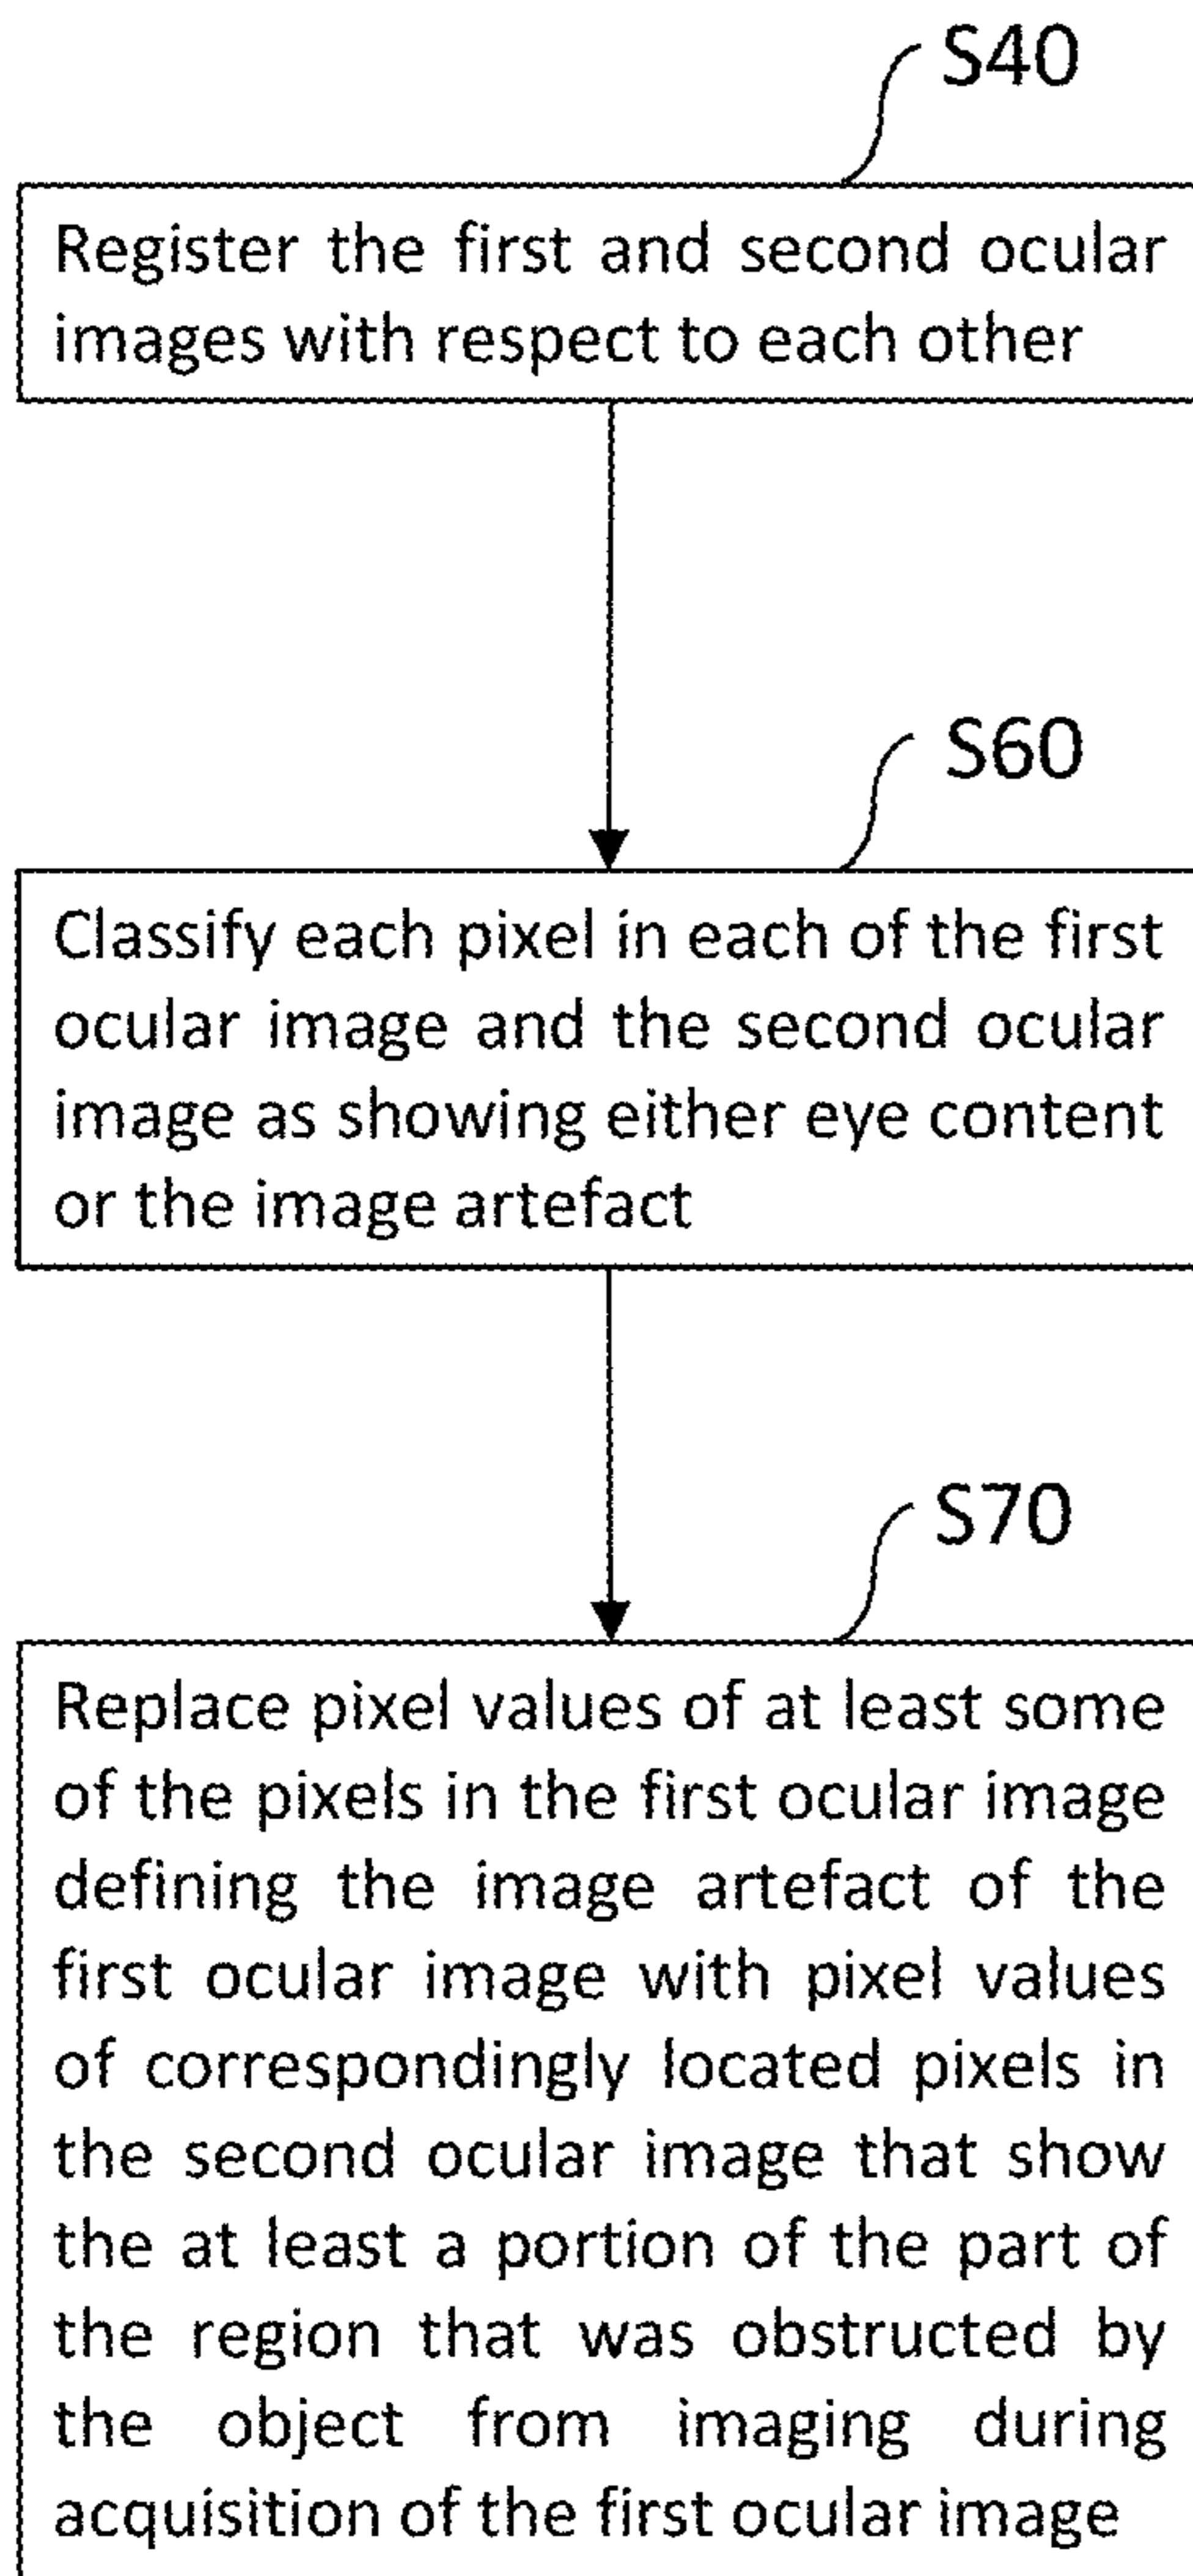 S40
Register the first and second ocular
images with respect to each other
S60
Classify each pixel in each of the first
ocular image and the second ocular
image as showing either eye content
or the image artefact
S70
Replace pixel values of at least some
of the pixels in the first ocular image
defining the image artefact of the
first ocular image with pixel values
of correspondingly located pixels in
the second ocular image that show
the at least a portion of the part of
the region that was obstructed by
the object from imaging during
acquisition of the first ocular image